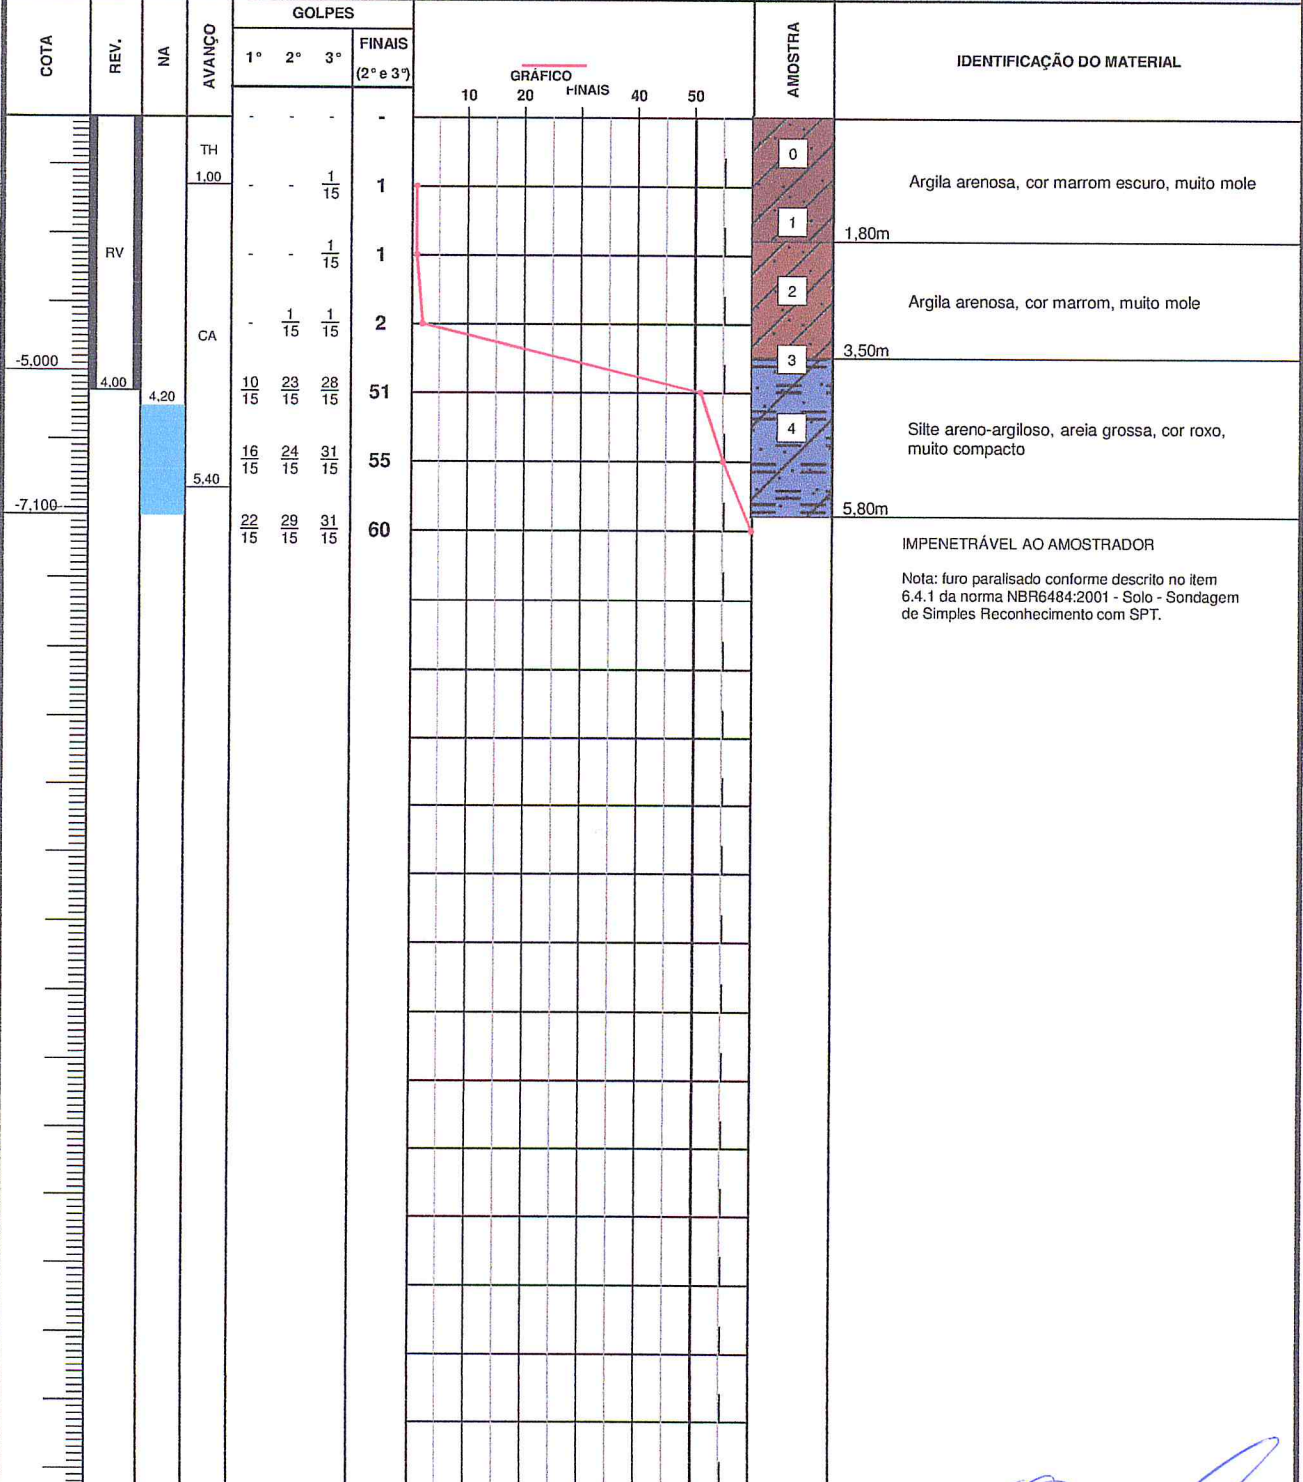 COTA
REV.
NA
AVANÇO
GOLPES
1° 2° 3°
FINAIS
(2° e 3°)
GRÁFICO
FINAIS
10 20 40 50
AMOSTRA
IDENTIFICAÇÃO DO MATERIAL
- - - -
0
TH
1,00
- - 1/15 1
Argila arenosa, cor marrom escuro, muito mole
1
1,80m
RV
- - 1/15 1
2
Argila arenosa, cor marrom, muito mole
- 1/15 1/15 2
CA
3
3,50m
-5,000
4,00
4,20
10/15 23/15 28/15 51
4
Silte areno-argiloso, areia grossa, cor roxo,
muito compacto
16/15 24/15 31/15 55
5,40
-7,100
5,80m
22/15 29/15 31/15 60
IMPENETRÁVEL AO AMOSTRADOR
Nota: furo paralisado conforme descrito no item
6.4.1 da norma NBR6484:2001 - Solo - Sondagem
de Simples Reconhecimento com SPT.